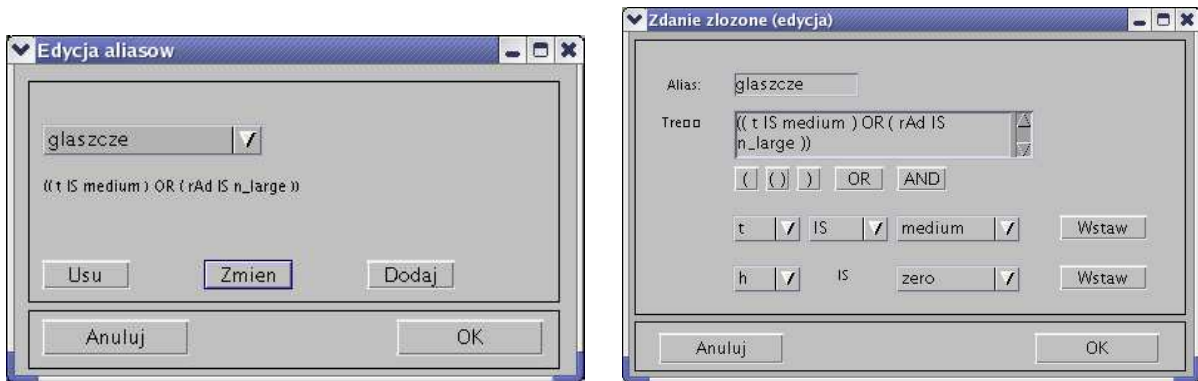 Edycja aliasow
glaszcze
(( t IS medium ) OR ( rAd IS n_large ))
Usu
Zmien
Dodaj
Anuluj
OK
Zdanie zlozone (edycja)
Alias:
glaszcze
Tre□□
(( t IS medium ) OR ( rAd IS
n_large ))
( ( ) ) OR AND
t IS medium Wstaw
h IS zero Wstaw
Anuluj
OK